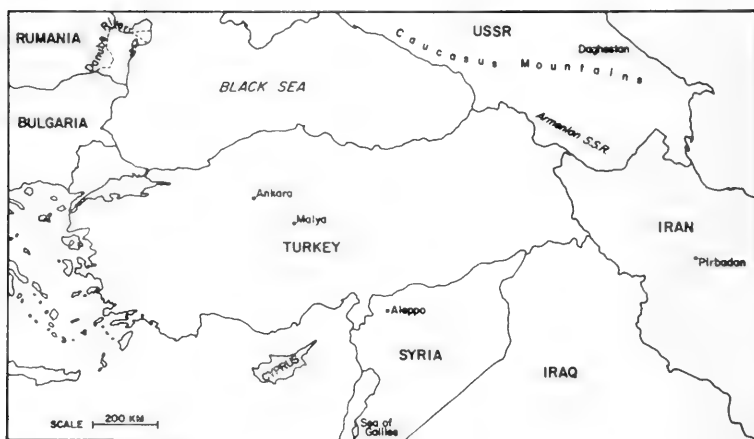 RUMANIA
Danube River
USSR
Daghestan
Caucasus Mountains
BLACK SEA
BULGARIA
Armenian S.S.R.
Ankara
Malya
TURKEY
IRAN
Pirbadan
Aleppo
SYRIA
CYPRUS
IRAQ
SCALE 200 KM
Sea of
Galilee